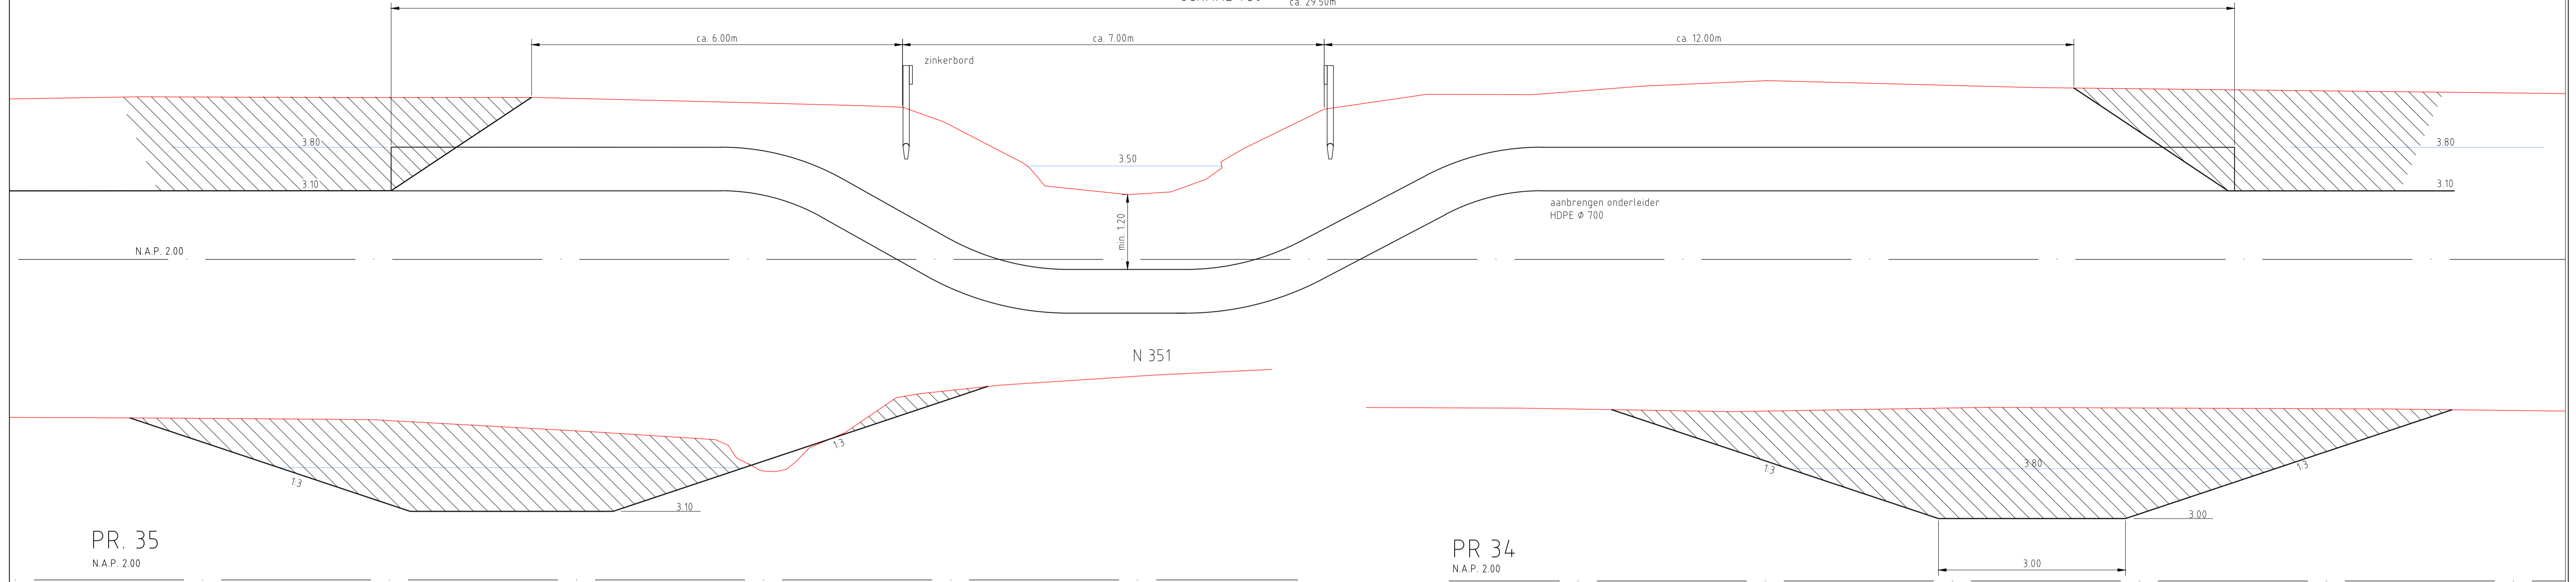 ca. 29.50m
ca. 6.00m
ca. 7.00m
ca. 12.00m
zinkerbord
3.80
3.50
3.80
3.10
3.10
min. 1.20
aanbrengen onderleider
HDPE Ø 700
N.A.P. 2.00
N 351
1:3
1:3
3.10
PR. 35
N.A.P. 2.00
3.80
1:3
1:3
3.00
PR 34
N.A.P. 2.00
3.00